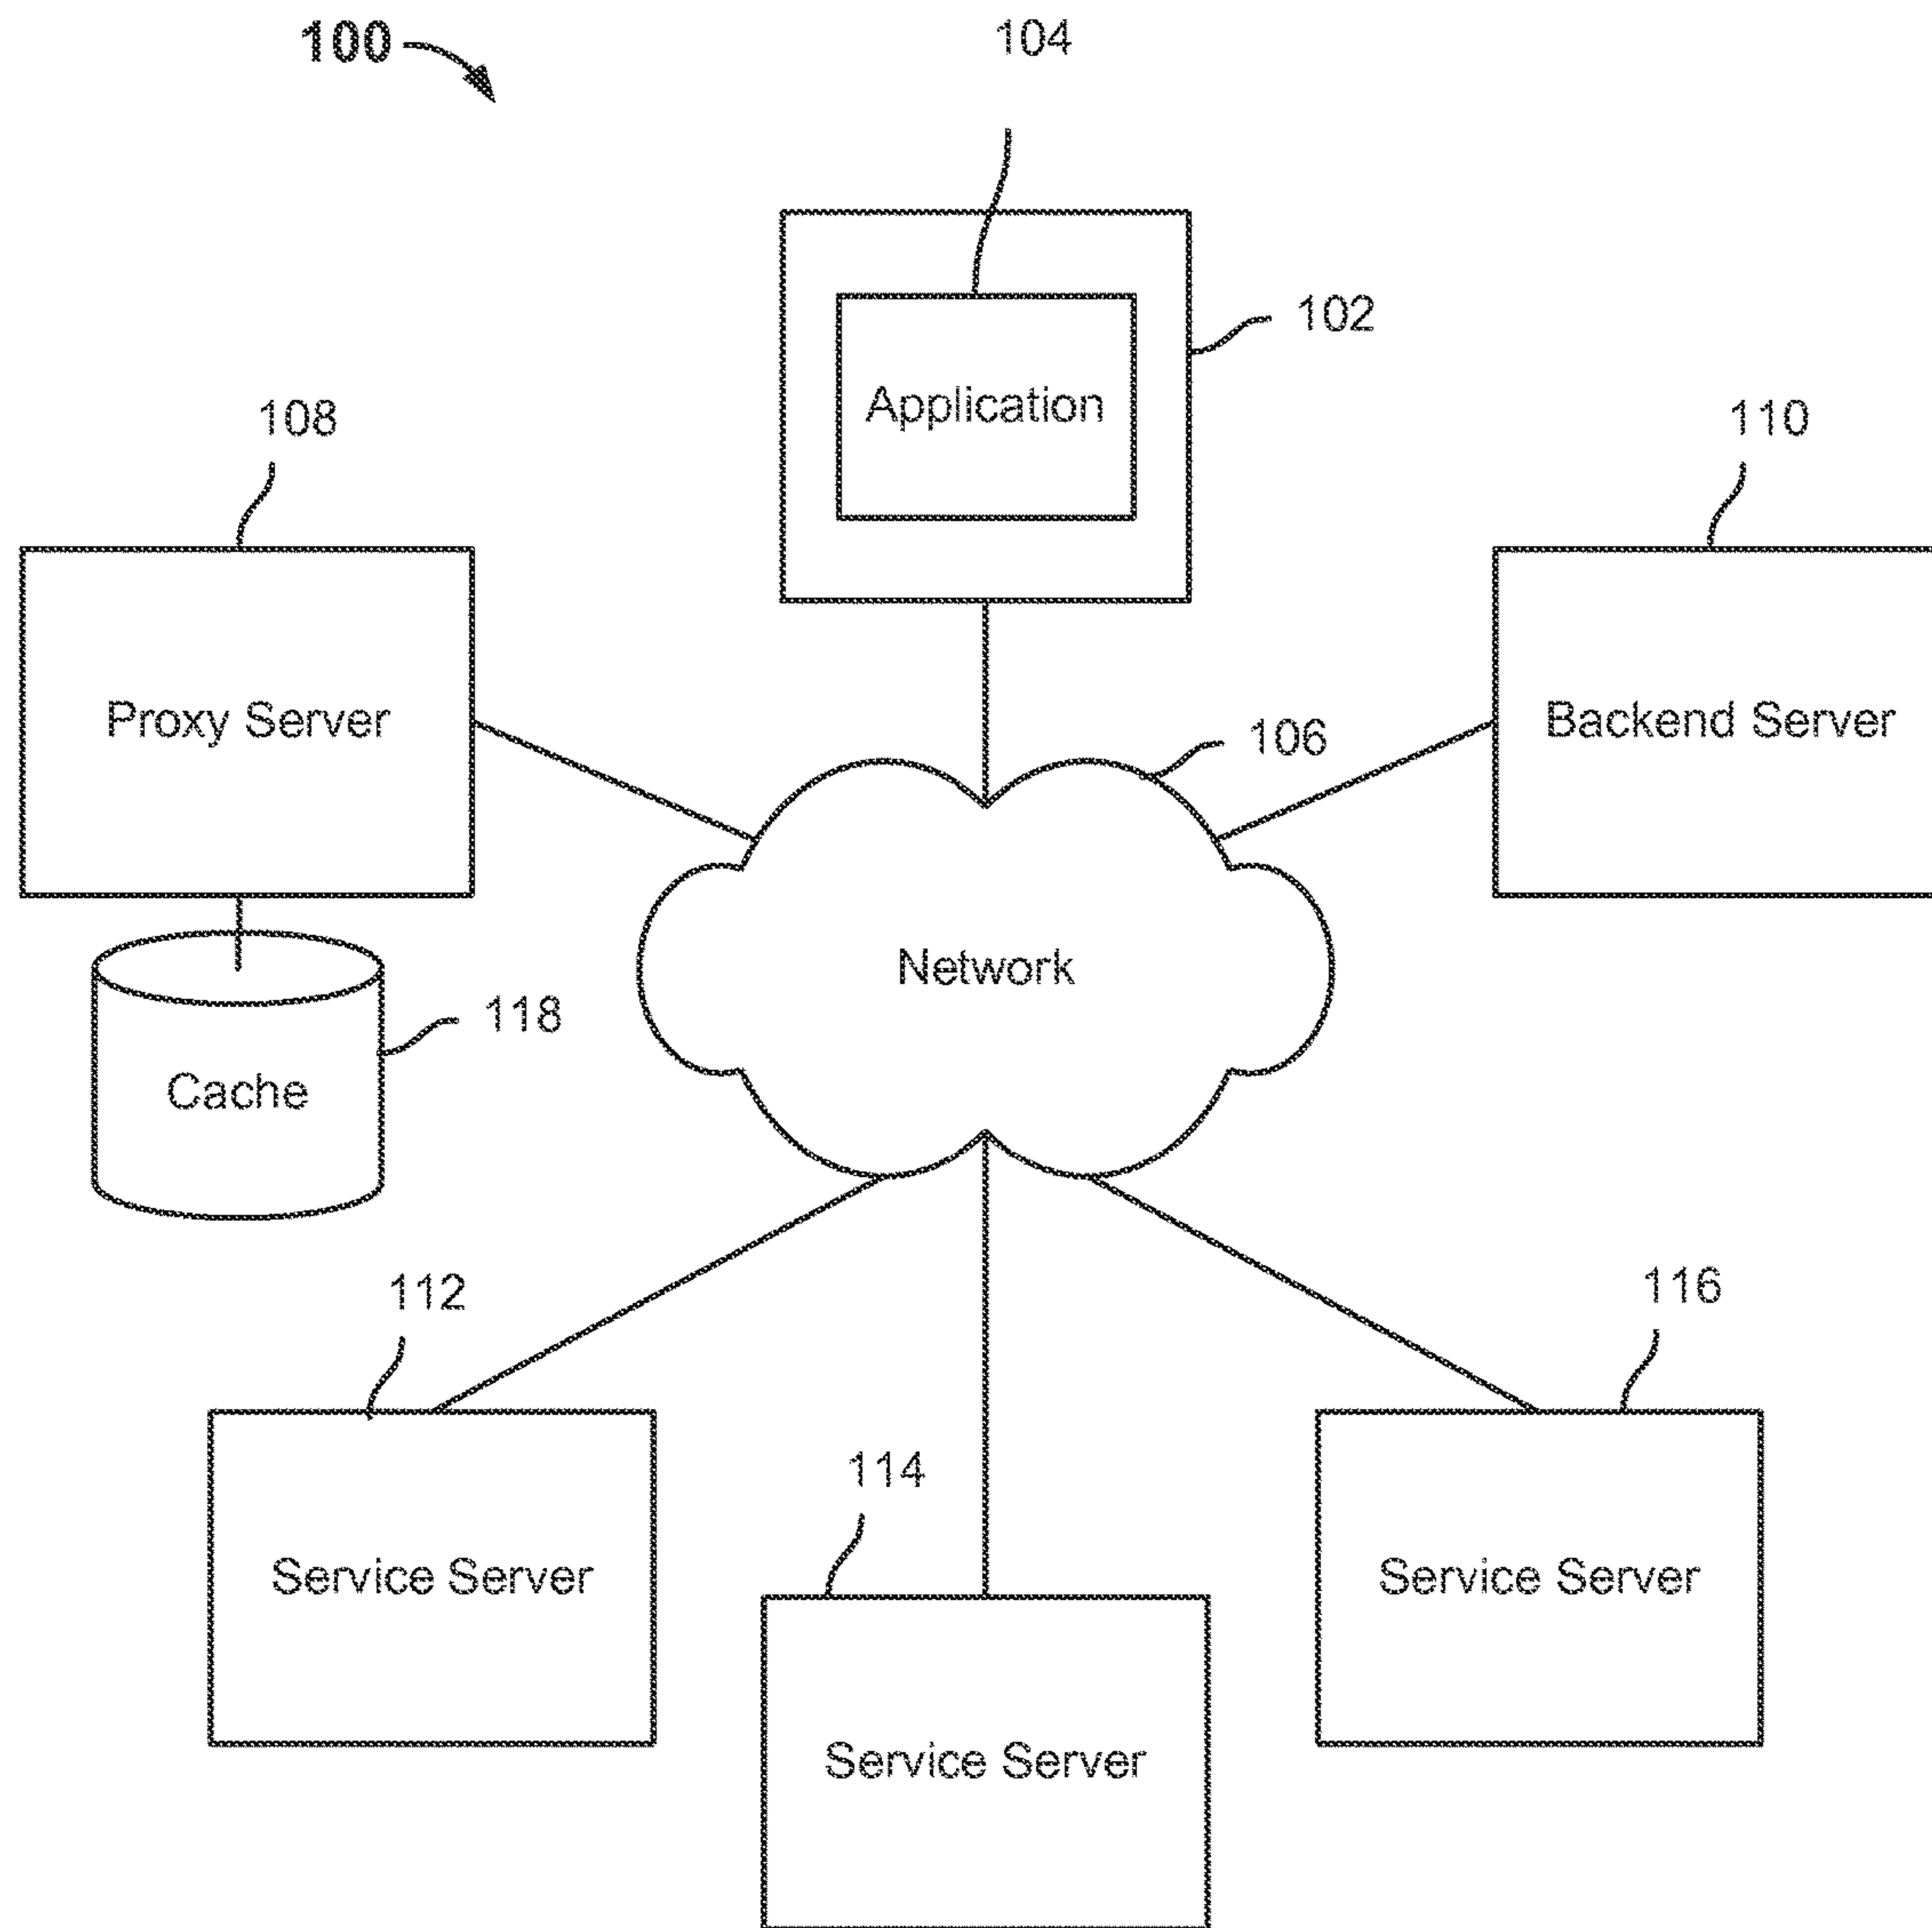 100
104
102
Application
108
110
Proxy Server
106
Backend Server
Network
118
Cache
112
116
114
Service Server
Service Server
Service Server